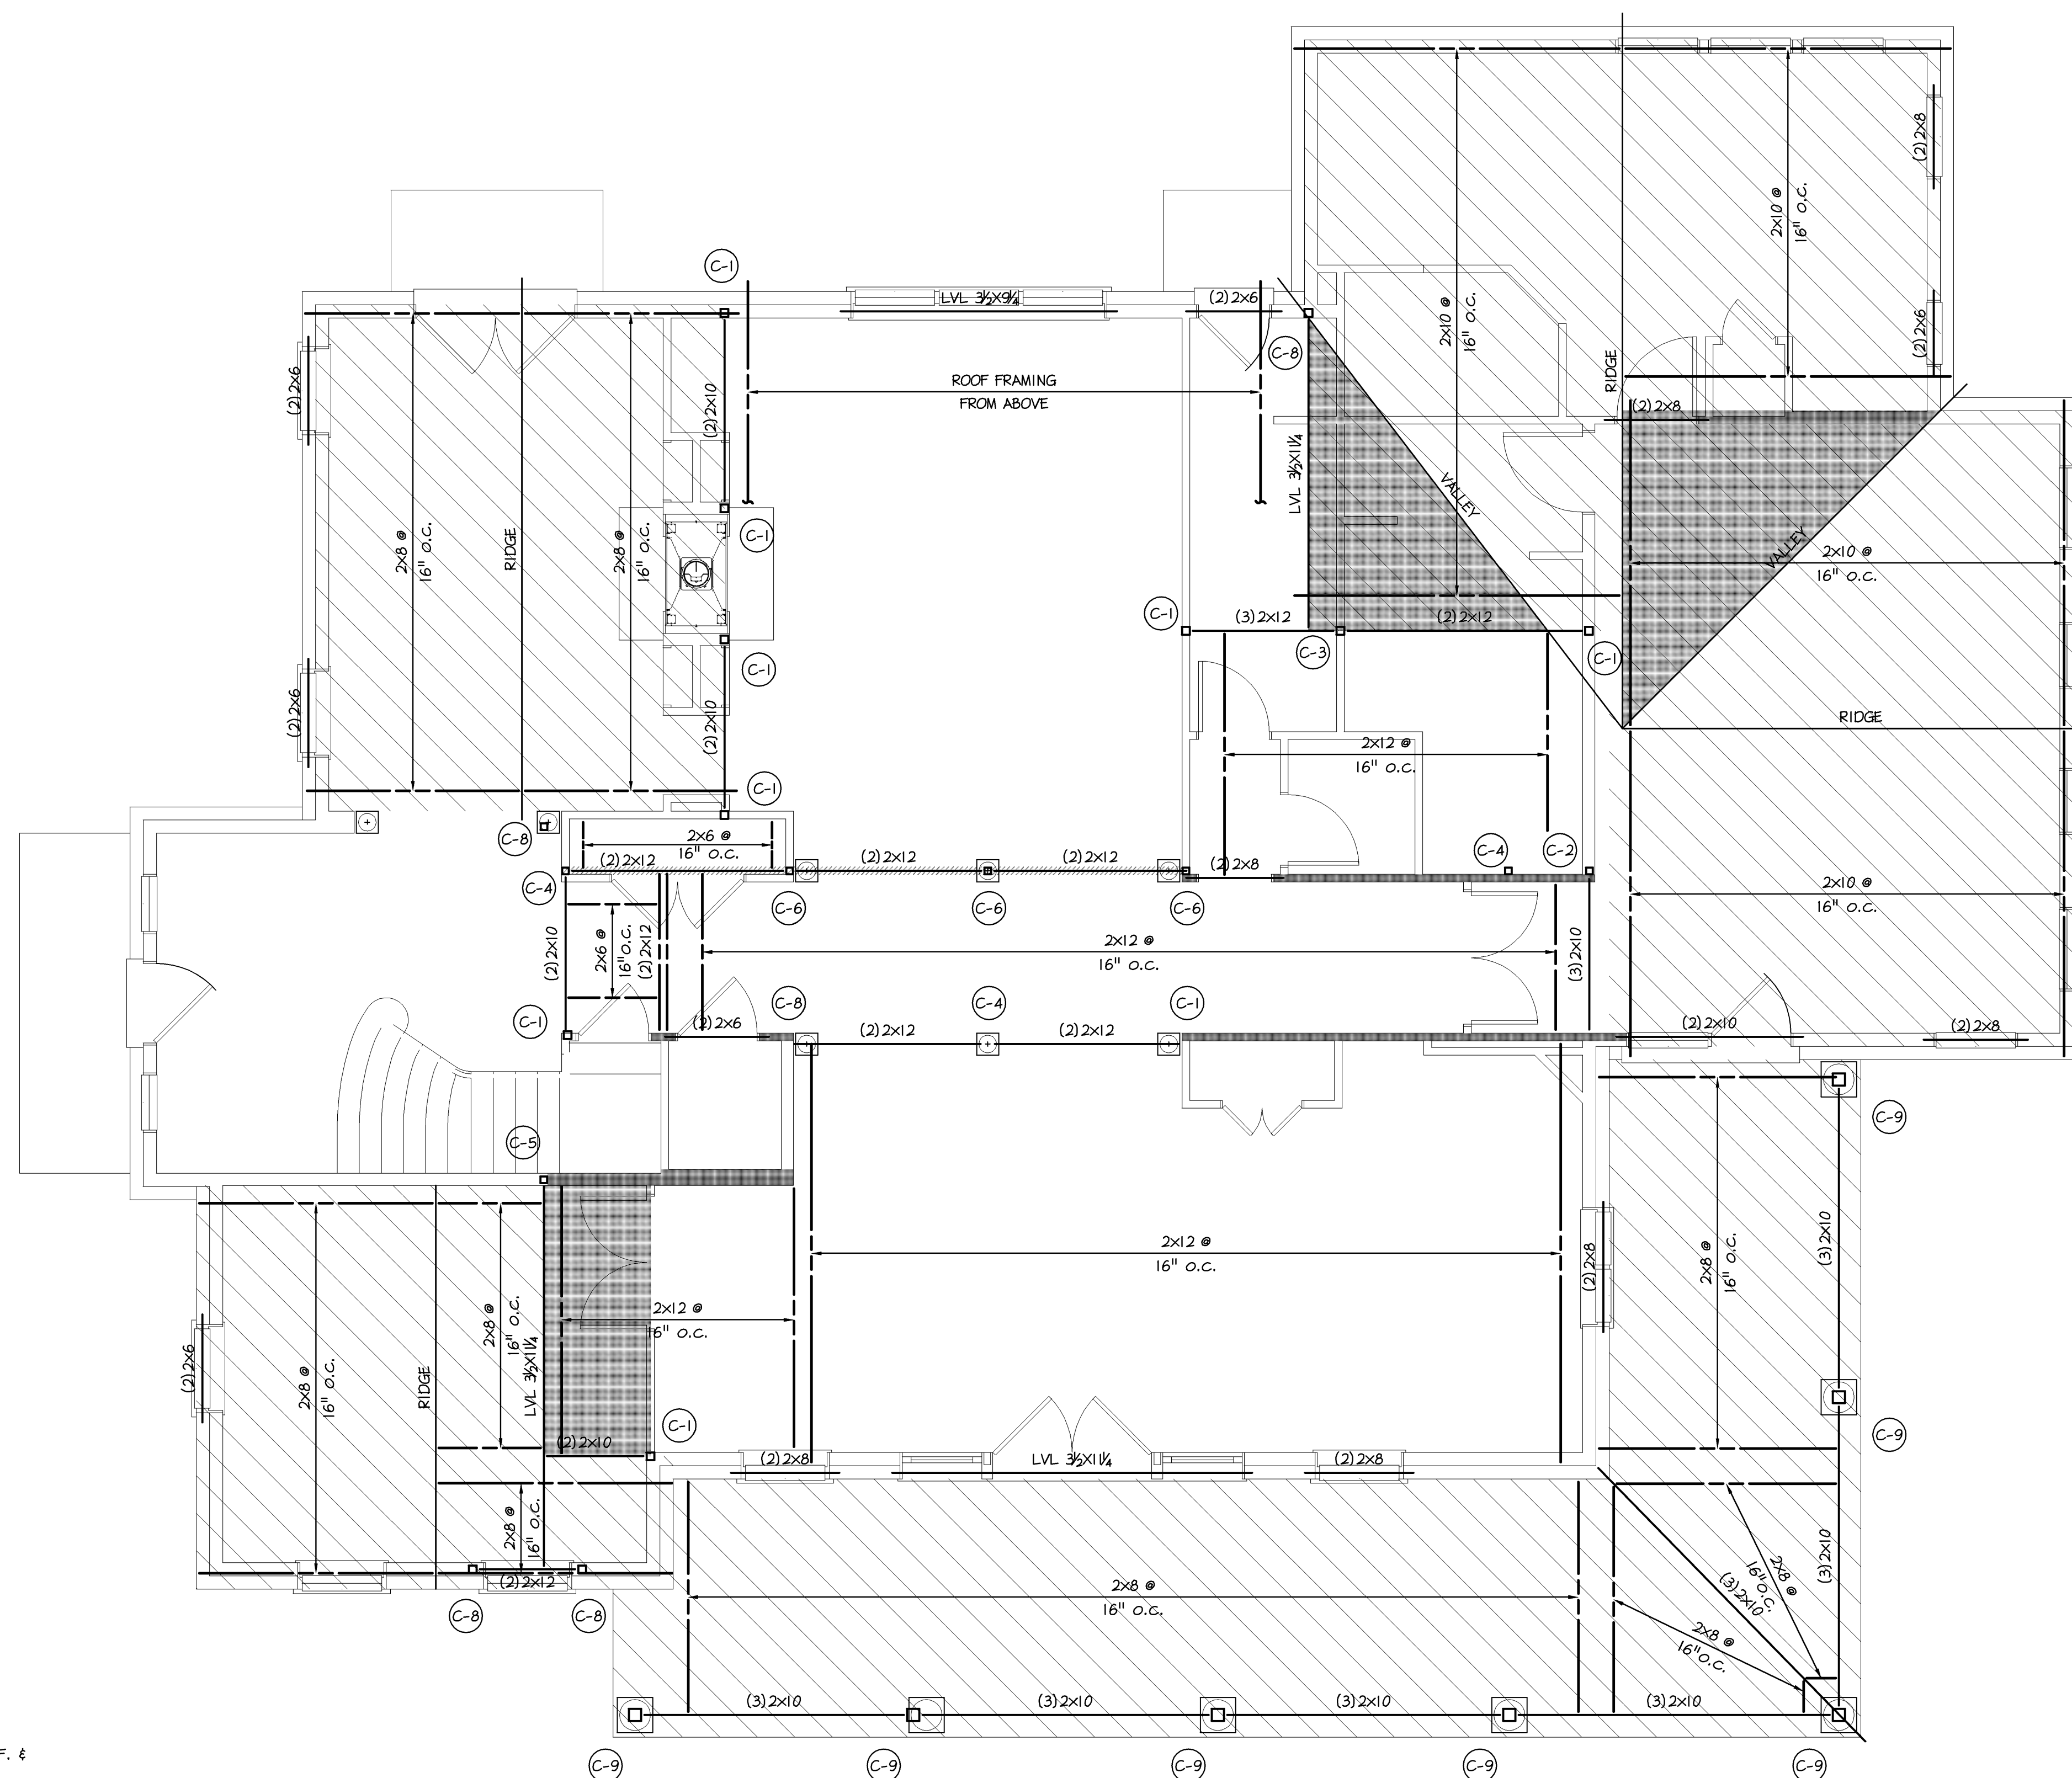 (2)2x8
2x10 @
16" O.C.
C-1
LVL 3½X9¼
(2)2x6
2x10 @
16" O.C.
(2)2x6
C-8
RIDGE
ROOF FRAMING
FROM ABOVE
(2)2x6
(2)2x10
(2)2x8
LVL 3½X11¼
VALLEY
2x8 @
16" O.C.
RIDGE
2x8 @
16" O.C.
C-1
VALLEY
2x10 @
16" O.C.
C-1
(3)2x12
(2)2x12
C-3
C-1
C-1
(2)2x6
(2)2x10
RIDGE
2x12 @
16" O.C.
C-1
C-8
2x6 @
16" O.C.
(2)2x12
(2)2x12
(2)2x12
(2)2x8
C-4
C-2
C-4
C-6
C-6
C-6
2x10 @
16" O.C.
(2)2x10
2x6 @
16" O.C.
(2)2x12
2x12 @
16" O.C.
(3)2x10
C-1
C-8
C-4
C-1
(2)2x6
(2)2x12
(2)2x12
(2)2x10
(2)2x8
C-9
C-5
2x12 @
16" O.C.
(2)2x8
2x8 @
16" O.C.
(3)2x10
2x8 @
16" O.C.
2x12 @
16" O.C.
(2)2x6
2x8 @
16" O.C.
RIDGE
LVL 3½X11¼
C-1
C-9
(2)2x10
(2)2x8
LVL 3½X11¼
(2)2x8
2x8 @
16" O.C.
(2)2x12
C-8
C-8
2x8 @
16" O.C.
2x8 @
16" O.C.
(3)2x10
(3)2x10
2x8 @
16" O.C.
(3)2x10
(3)2x10
(3)2x10
(3)2x10
F. &
C-9
C-9
C-9
C-9
C-9